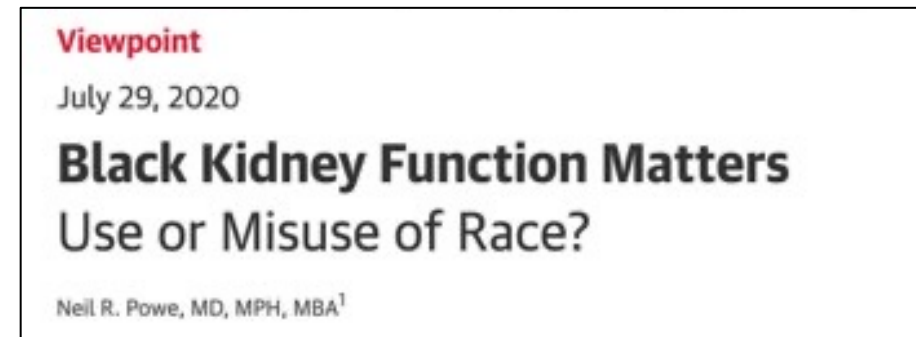 Viewpoint
July 29, 2020
Black Kidney Function Matters
Use or Misuse of Race?
Neil R. Powe, MD, MPH, MBA¹